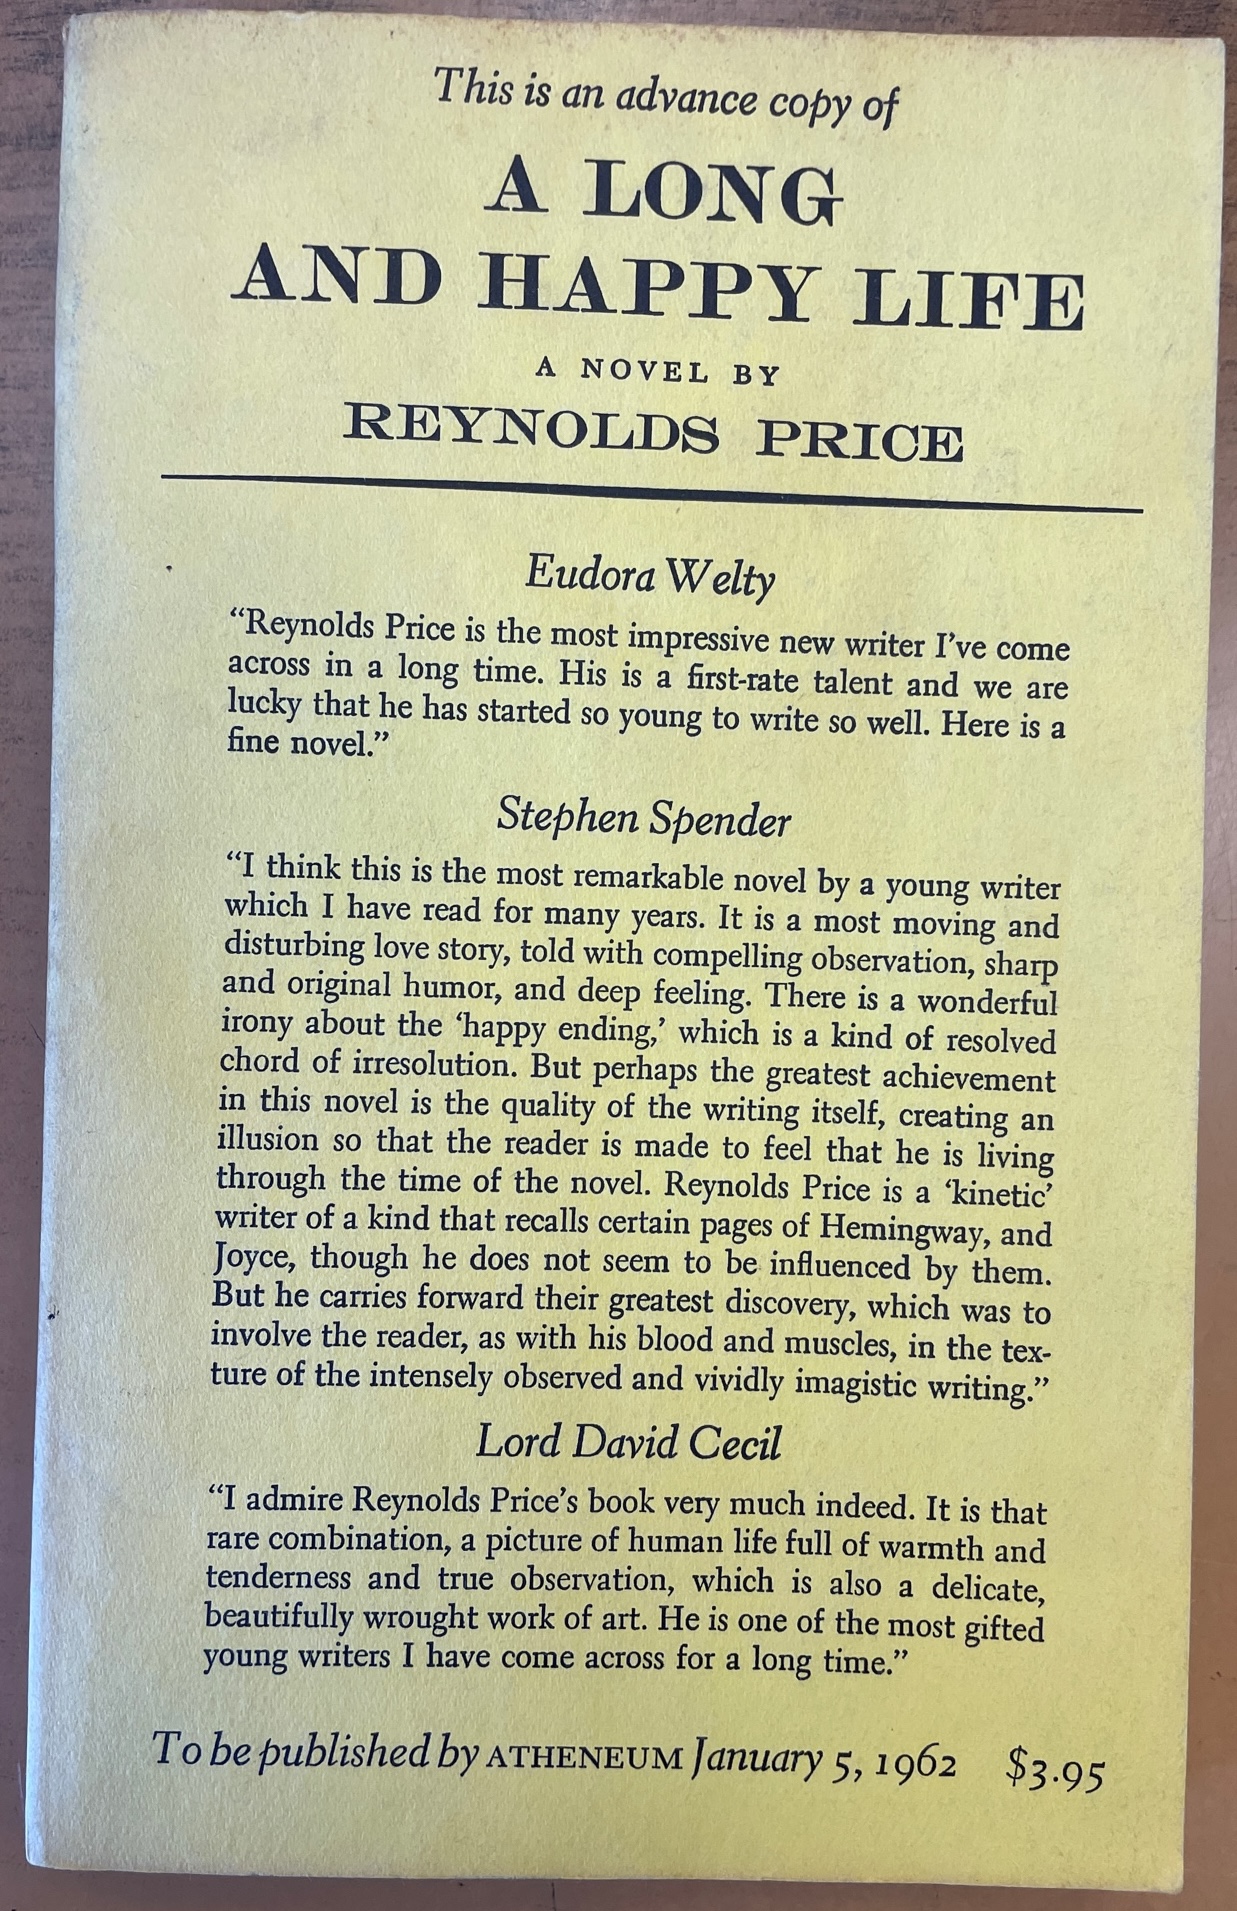 This is an advance copy of
A LONG
AND HAPPY LIFE
A NOVEL BY
REYNOLDS PRICE
Eudora Welty
“Reynolds Price is the most impressive new writer I’ve come
across in a long time. His is a first-rate talent and we are
lucky that he has started so young to write so well. Here is a
fine novel.”
Stephen Spender
“I think this is the most remarkable novel by a young writer
which I have read for many years. It is a most moving and
disturbing love story, told with compelling observation, sharp
and original humor, and deep feeling. There is a wonderful
irony about the ‘happy ending,’ which is a kind of resolved
chord of irresolution. But perhaps the greatest achievement
in this novel is the quality of the writing itself, creating an
illusion so that the reader is made to feel that he is living
through the time of the novel. Reynolds Price is a ‘kinetic’
writer of a kind that recalls certain pages of Hemingway, and
Joyce, though he does not seem to be influenced by them.
But he carries forward their greatest discovery, which was to
involve the reader, as with his blood and muscles, in the tex-
ture of the intensely observed and vividly imagistic writing.”
Lord David Cecil
“I admire Reynolds Price’s book very much indeed. It is that
rare combination, a picture of human life full of warmth and
tenderness and true observation, which is also a delicate,
beautifully wrought work of art. He is one of the most gifted
young writers I have come across for a long time.”
To be published by ATHENEUM January 5, 1962 $3.95